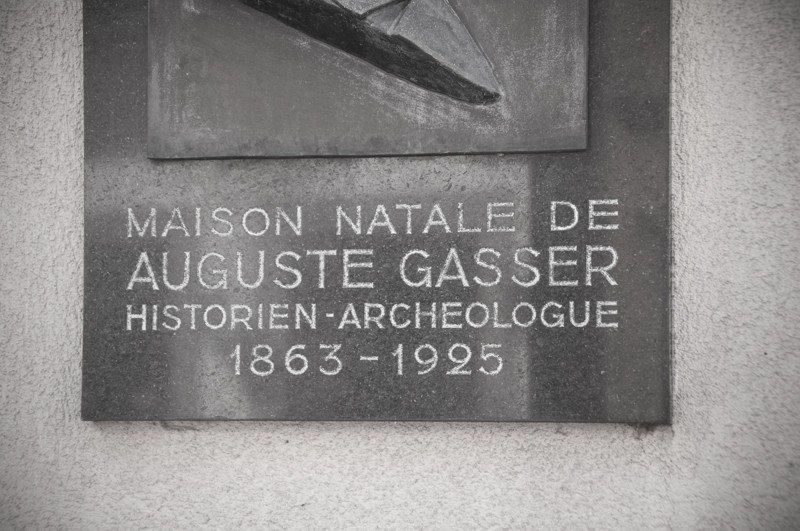 MAISON NATALE DE
AUGUSTE GASSER
HISTORIEN-ARCHEOLOGUE
1863-1925